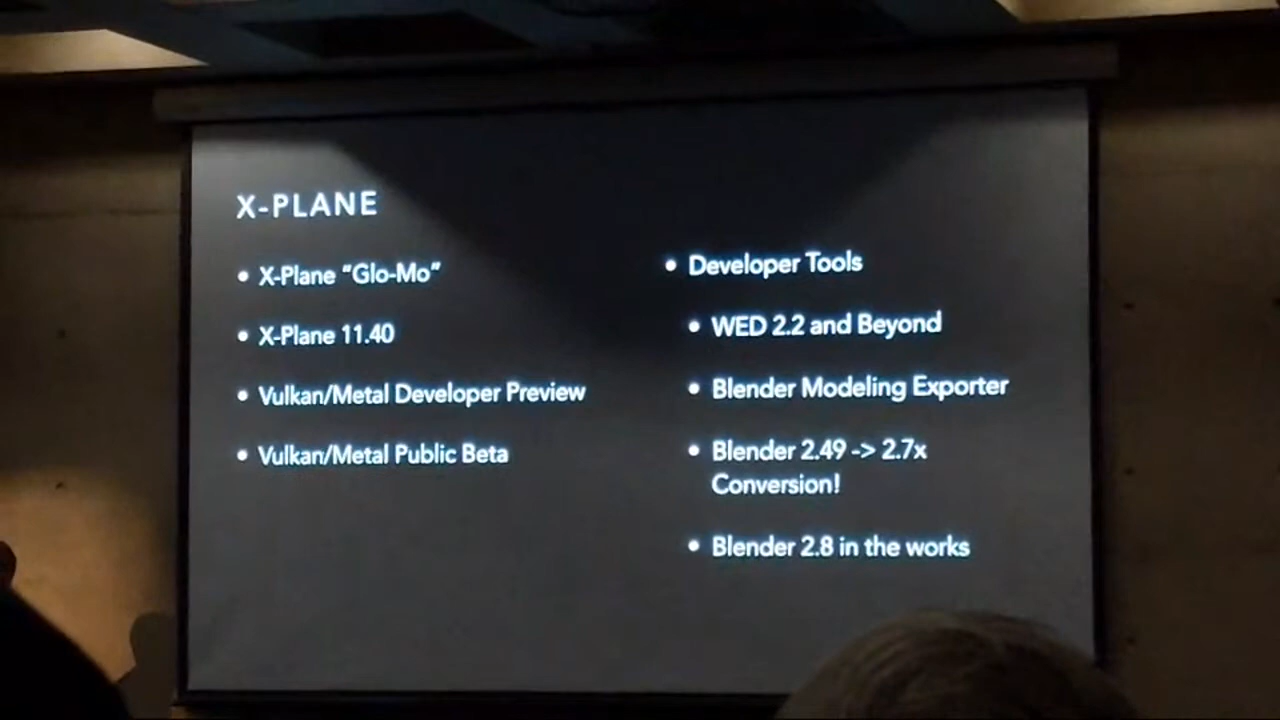 X-PLANE
• X-Plane “Glo-Mo”
• X-Plane 11.40
• Vulkan/Metal Developer Preview
• Vulkan/Metal Public Beta
• Developer Tools
• WED 2.2 and Beyond
• Blender Modeling Exporter
• Blender 2.49 -> 2.7x
Conversion!
• Blender 2.8 in the works